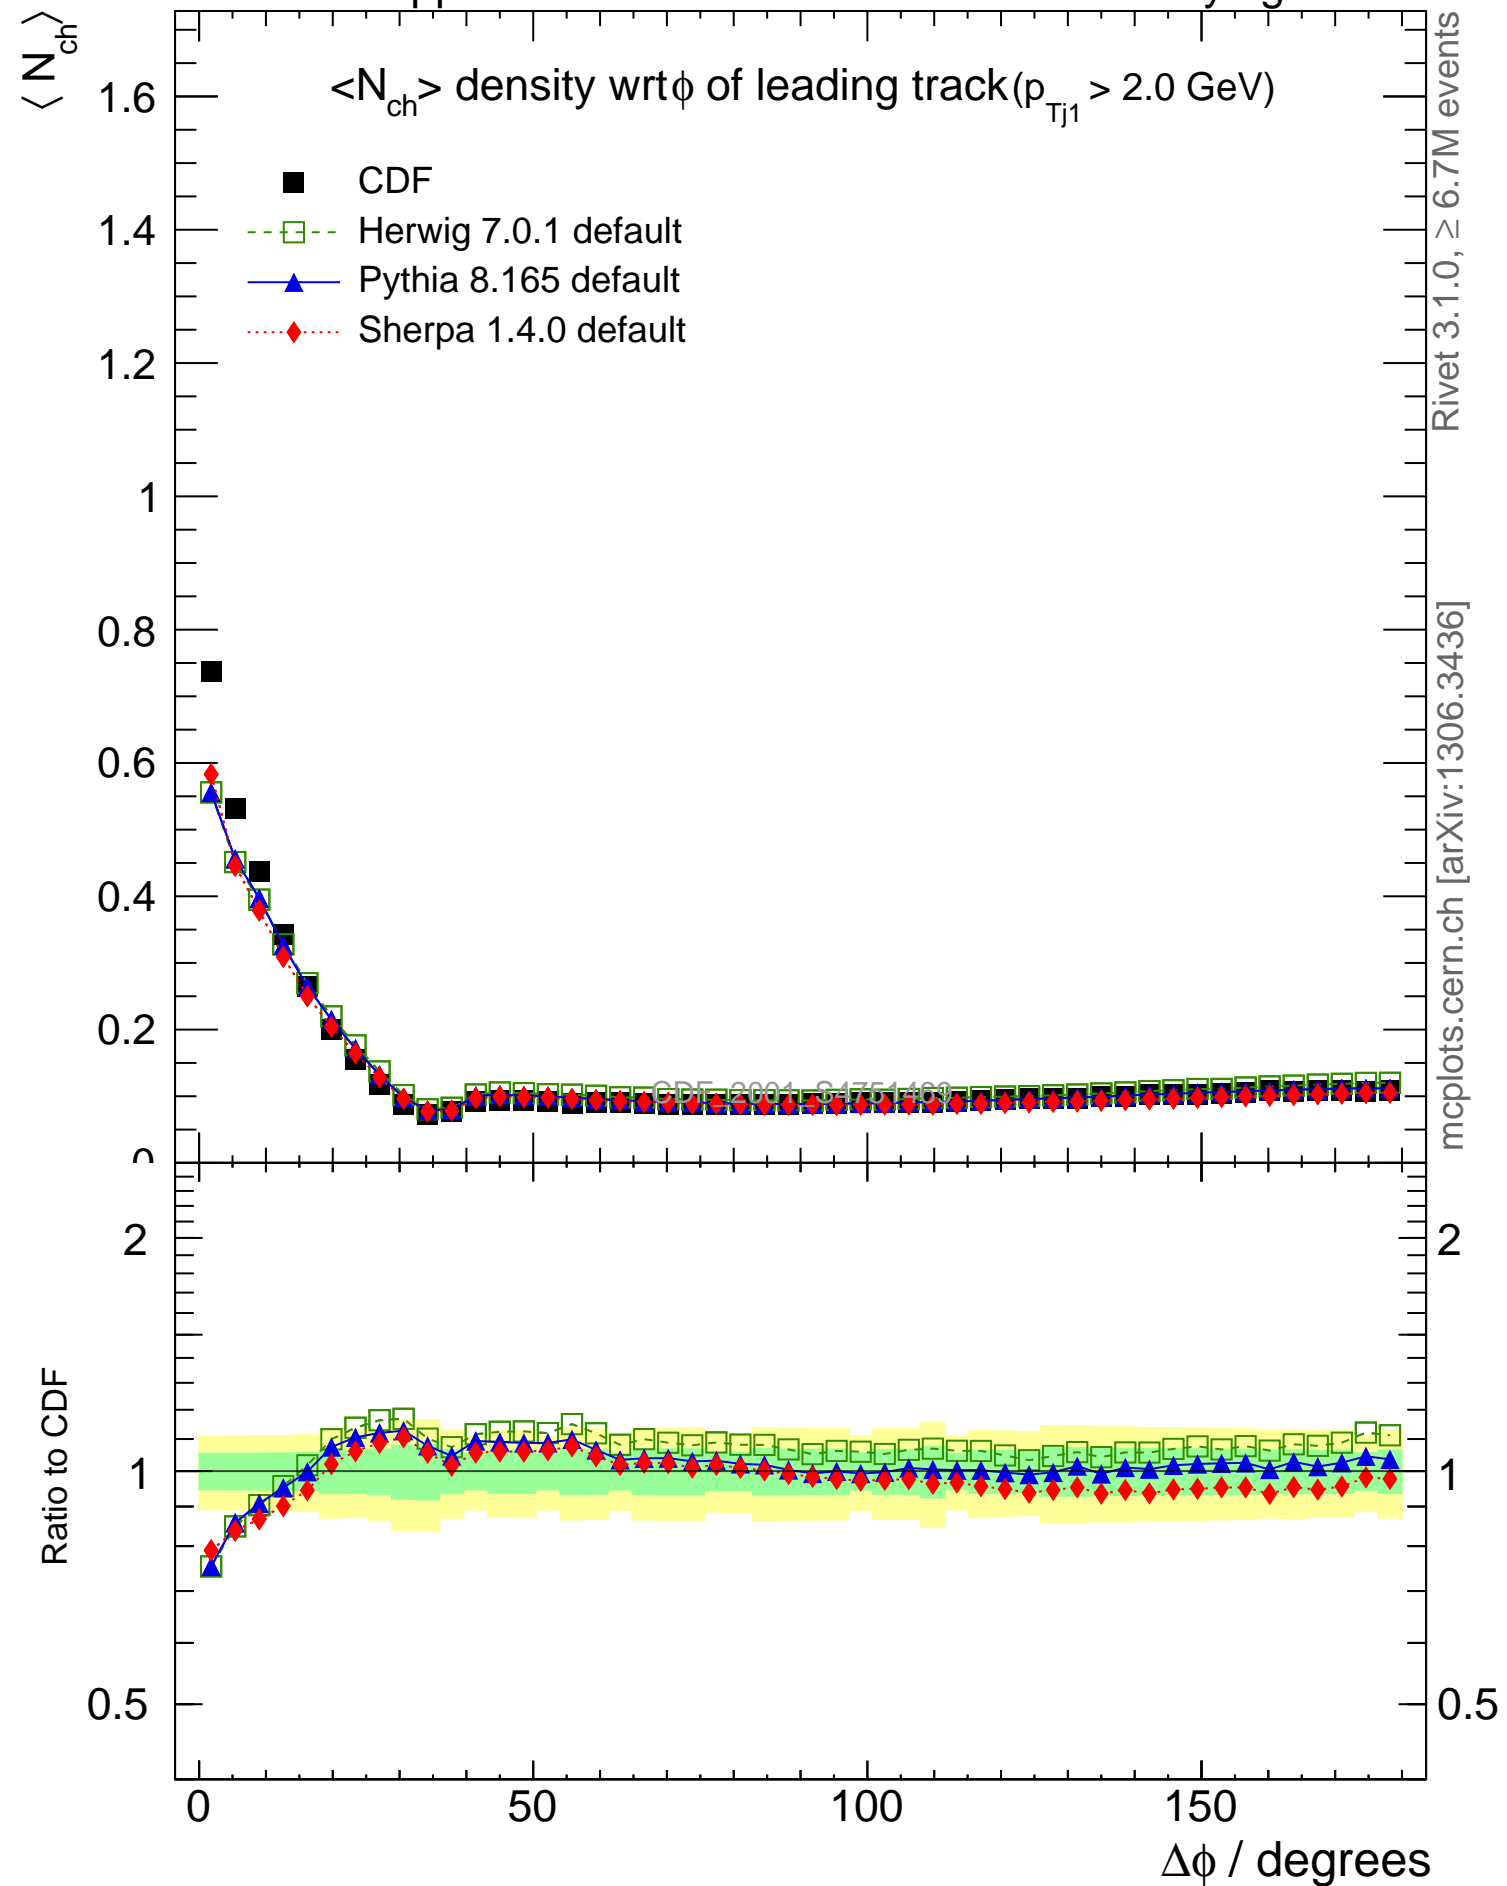 ⟨ N_ch ⟩
<N_ch> density wrt φ of leading track (p_Tj1 > 2.0 GeV)
CDF
Herwig 7.0.1 default
Pythia 8.165 default
Sherpa 1.4.0 default
1.6
1.4
1.2
1
0.8
0.6
0.4
0.2
0
CDF_2001_S4751469
Rivet 3.1.0, ≥ 6.7M events
mcplots.cern.ch [arXiv:1306.3436]
Ratio to CDF
2
1
0.5
2
1
0.5
0
50
100
150
Δφ / degrees